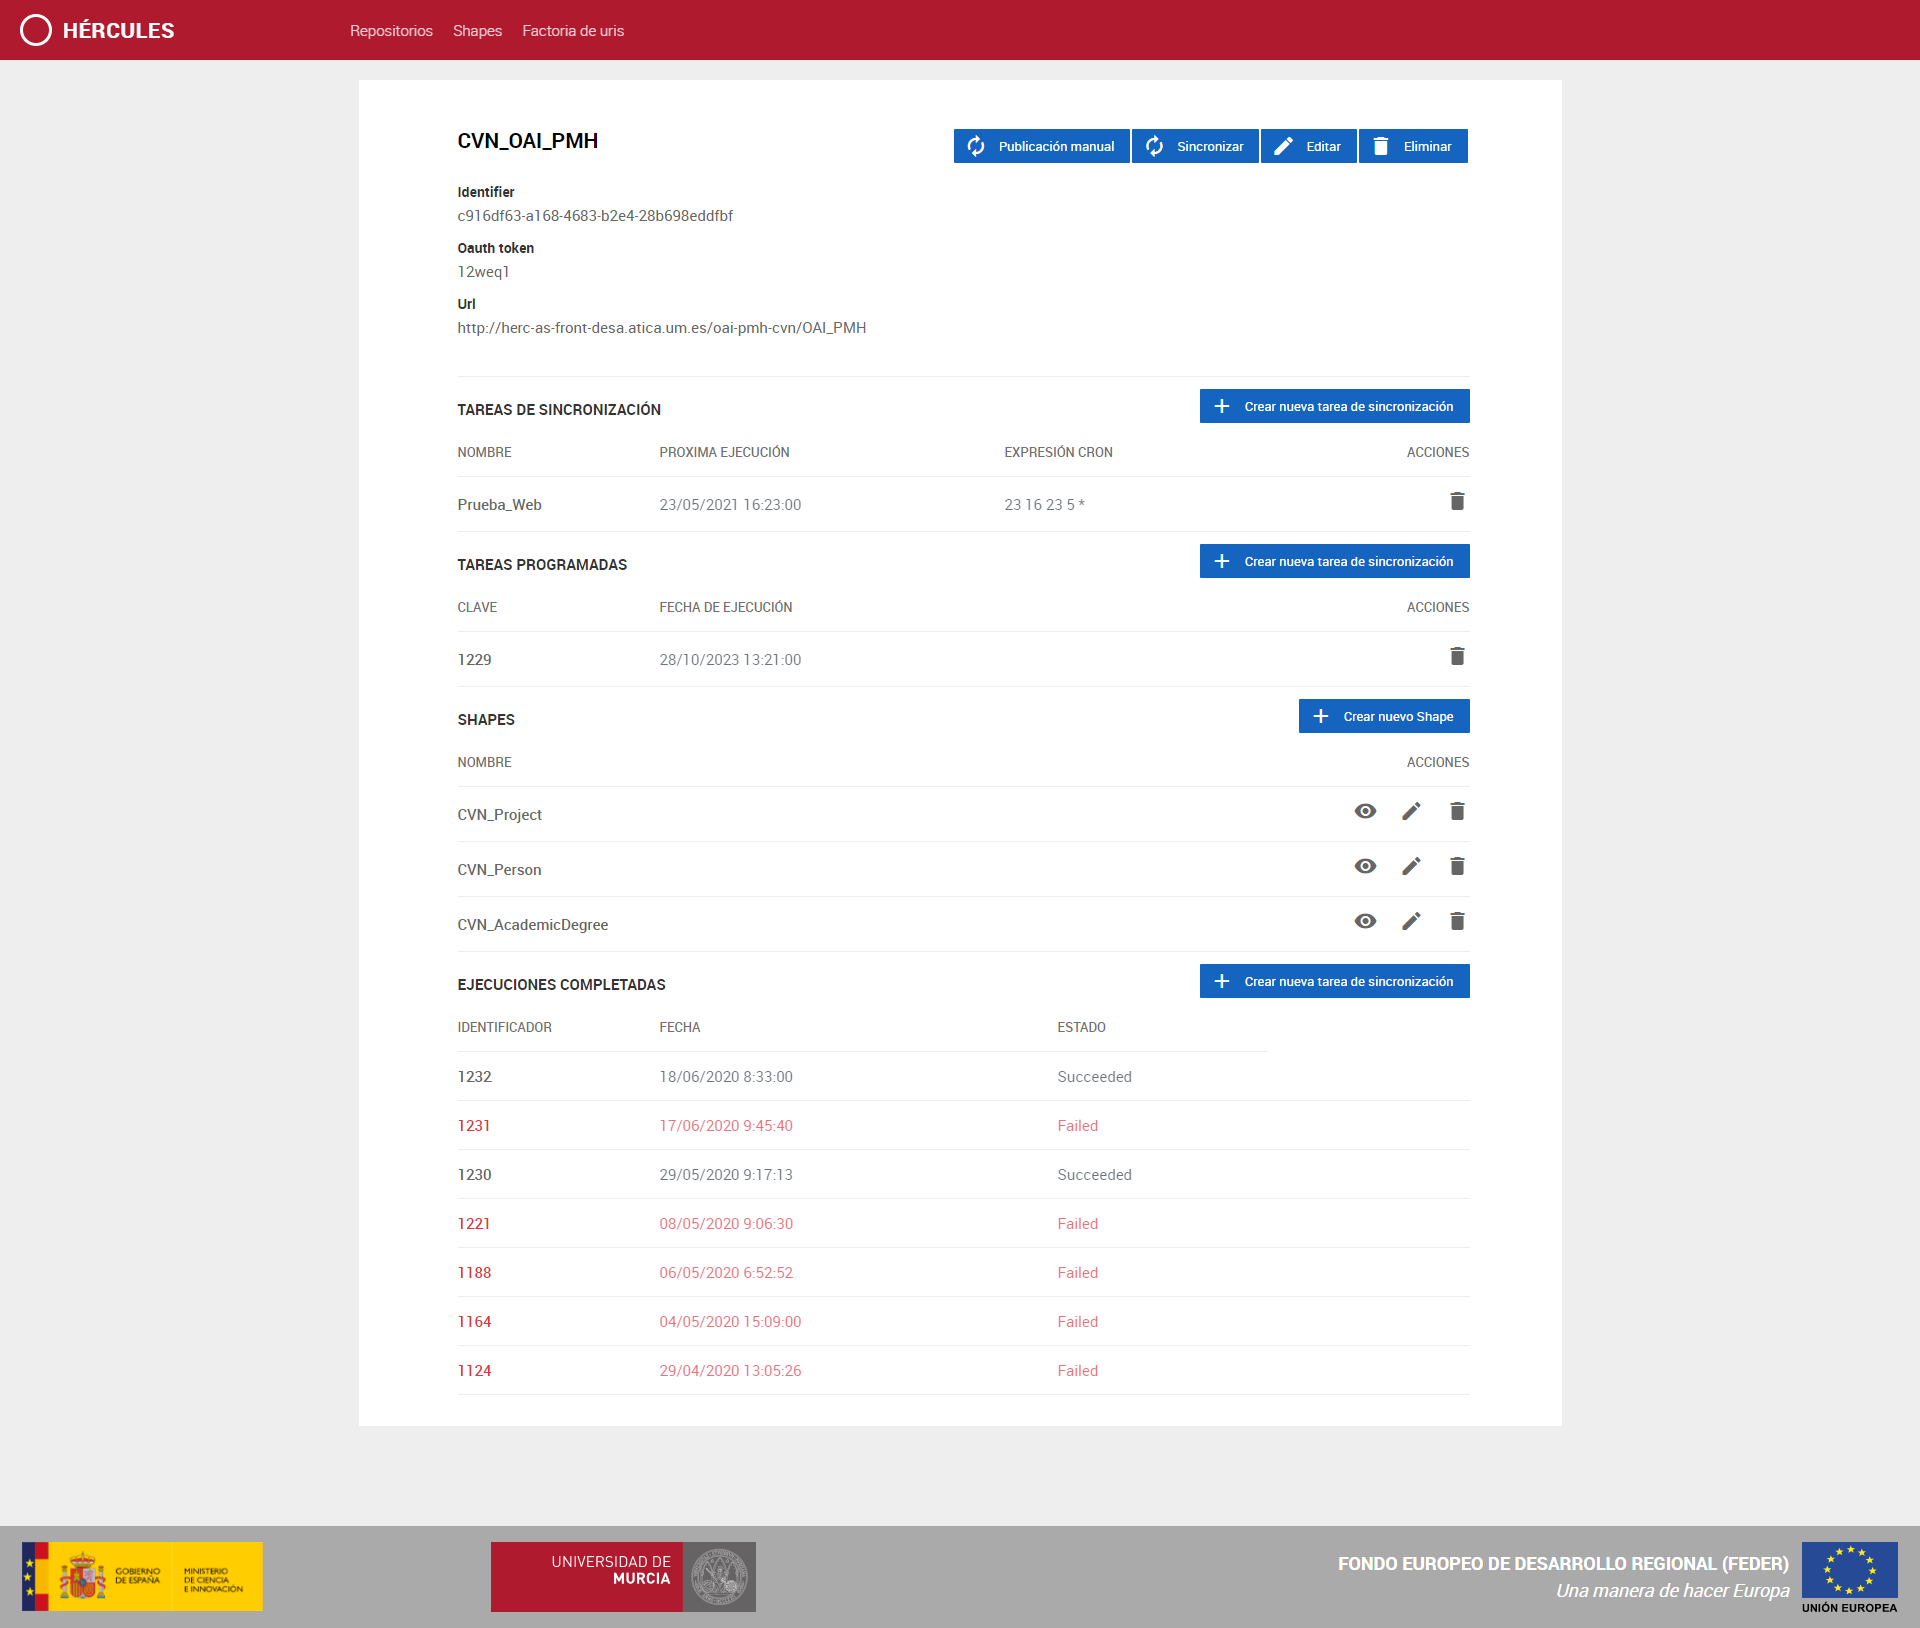 HÉRCULES
Repositorios Shapes Factoria de uris
CVN_OAI_PMH
Publicación manual Sincronizar Editar Eliminar
Identifier
c916df63-a168-4683-b2e4-28b698eddfbf
Oauth token
12weq1
Url
http://herc-as-front-desa.atica.um.es/oai-pmh-cvn/OAI_PMH
TAREAS DE SINCRONIZACIÓN Crear nueva tarea de sincronización
NOMBRE PROXIMA EJECUCIÓN EXPRESIÓN CRON ACCIONES
Prueba_Web 23/05/2021 16:23:00 23 16 23 5 *
TAREAS PROGRAMADAS Crear nueva tarea de sincronización
CLAVE FECHA DE EJECUCIÓN ACCIONES
1229 28/10/2023 13:21:00
SHAPES Crear nuevo Shape
NOMBRE ACCIONES
CVN_Project
CVN_Person
CVN_AcademicDegree
EJECUCIONES COMPLETADAS Crear nueva tarea de sincronización
IDENTIFICADOR FECHA ESTADO
1232 18/06/2020 8:33:00 Succeeded
1231 17/06/2020 9:45:40 Failed
1230 29/05/2020 9:17:13 Succeeded
1221 08/05/2020 9:06:30 Failed
1188 06/05/2020 6:52:52 Failed
1164 04/05/2020 15:09:00 Failed
1124 29/04/2020 13:05:26 Failed
GOBIERNO
DE ESPAÑA
MINISTERIO
DE CIENCIA
E INNOVACIÓN
UNIVERSIDAD DE
MURCIA
FONDO EUROPEO DE DESARROLLO REGIONAL (FEDER)
Una manera de hacer Europa
UNIÓN EUROPEA